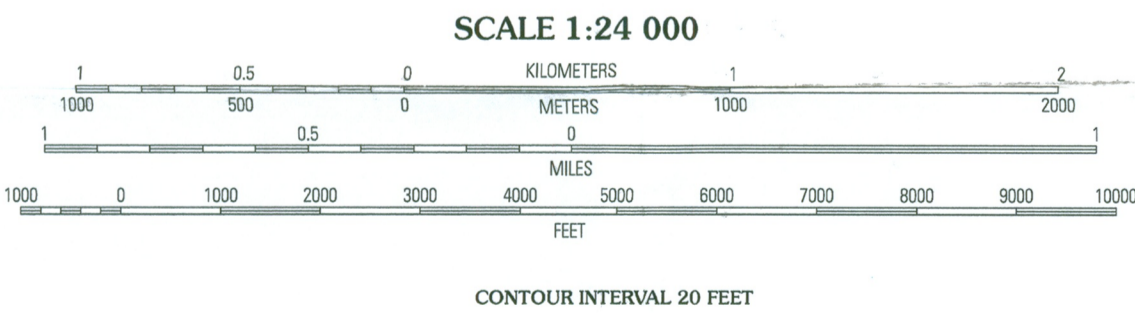 SCALE 1:24 000
1 0.5 0 KILOMETERS 1 2
1000 500 0 METERS 1000 2000
1 0.5 0 1
MILES
1000 0 1000 2000 3000 4000 5000 6000 7000 8000 9000 10000
FEET
CONTOUR INTERVAL 20 FEET